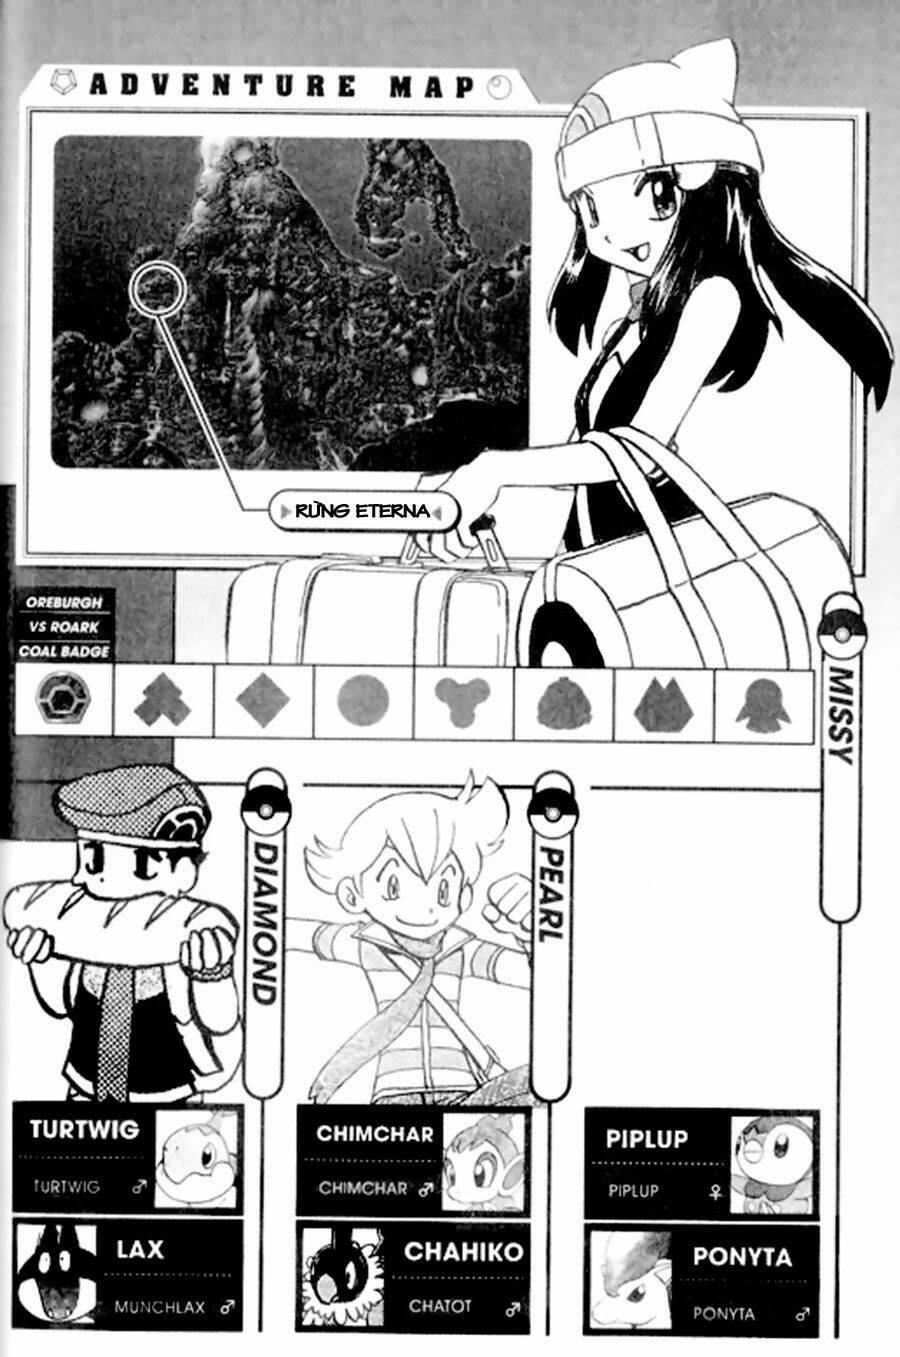 ADVENTURE MAP
RỪNG ETERNA
OREBURGH
VS ROARK
COAL BADGE
MISSY
DIAMOND
PEARL
TURTWIG
TURTWIG ♂
LAX
MUNCHLAX ♂
CHIMCHAR
CHIMCHAR ♂
CHAHIKO
CHATOT ♂
PIPLUP
PIPLUP ♀
PONYTA
PONYTA ♂